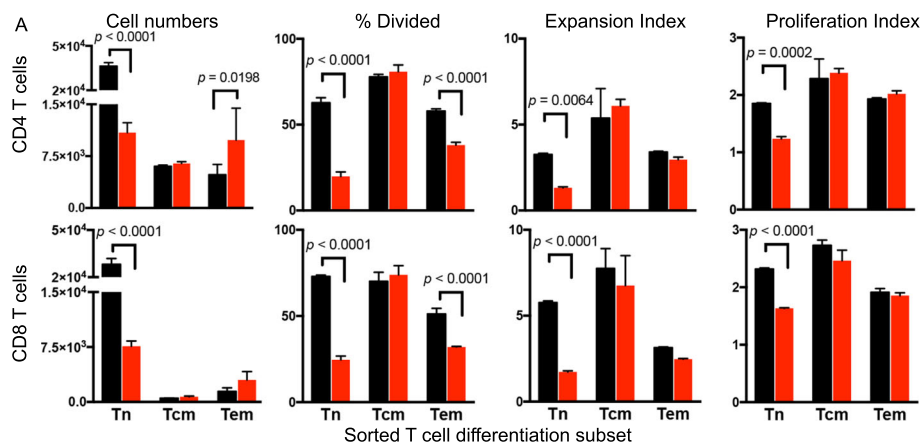 A
Cell numbers
% Divided
Expansion Index
Proliferation Index
CD4 T cells
5×10⁴
2×10⁴
1.5×10⁴
7.5×10³
0.0
p < 0.0001
p = 0.0198
100
50
0
p < 0.0001
p < 0.0001
10
5
0
p = 0.0064
3
2
1
0
p = 0.0002
CD8 T cells
5×10⁴
2×10⁴
1.5×10⁴
7.5×10³
0.0
p < 0.0001
100
50
0
p < 0.0001
p < 0.0001
10
5
0
p < 0.0001
3
2
1
0
p < 0.0001
Tn Tcm Tem
Tn Tcm Tem
Tn Tcm Tem
Tn Tcm Tem
Sorted T cell differentiation subset